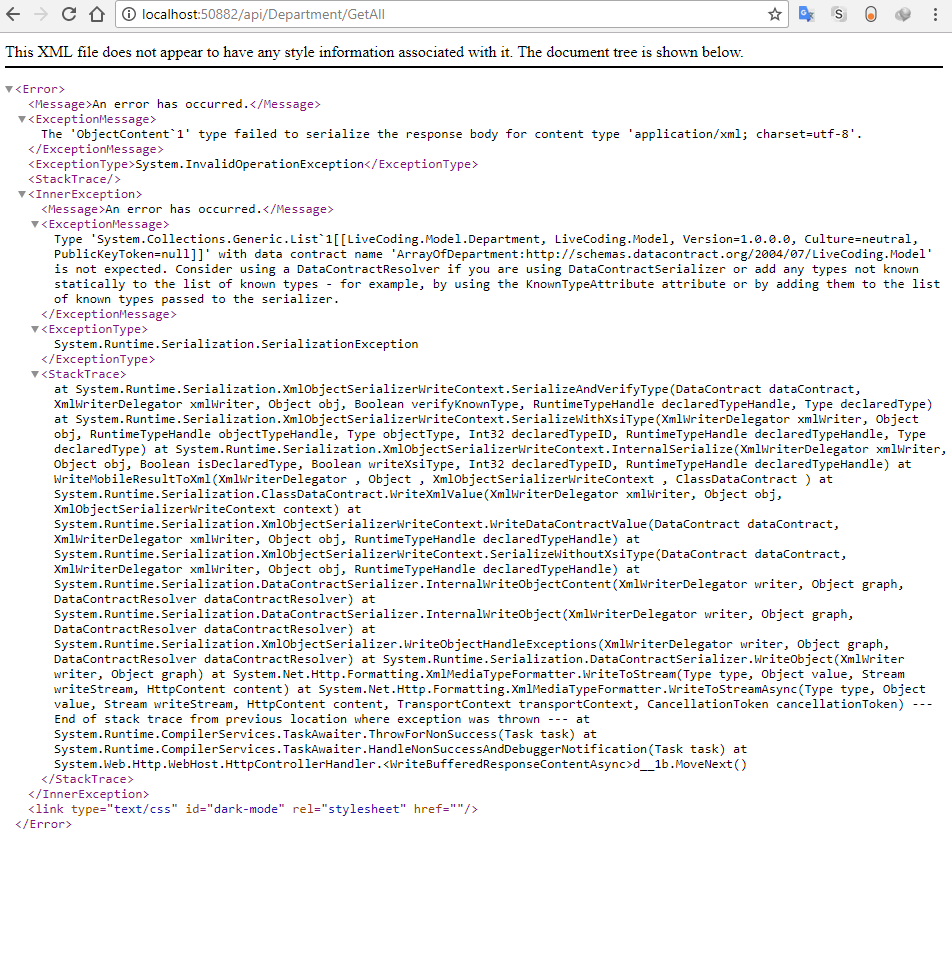 localhost:50882/api/Department/GetAll
This XML file does not appear to have any style information associated with it. The document tree is shown below.
▼<Error>
<Message>An error has occurred.</Message>
▼<ExceptionMessage>
The 'ObjectContent`1' type failed to serialize the response body for content type 'application/xml; charset=utf-8'.
</ExceptionMessage>
<ExceptionType>System.InvalidOperationException</ExceptionType>
<StackTrace/>
▼<InnerException>
<Message>An error has occurred.</Message>
▼<ExceptionMessage>
Type 'System.Collections.Generic.List`1[[LiveCoding.Model.Department, LiveCoding.Model, Version=1.0.0.0, Culture=neutral,
PublicKeyToken=null]]' with data contract name 'ArrayOfDepartment:http://schemas.datacontract.org/2004/07/LiveCoding.Model'
is not expected. Consider using a DataContractResolver if you are using DataContractSerializer or add any types not known
statically to the list of known types - for example, by using the KnownTypeAttribute attribute or by adding them to the list
of known types passed to the serializer.
</ExceptionMessage>
▼<ExceptionType>
System.Runtime.Serialization.SerializationException
</ExceptionType>
▼<StackTrace>
at System.Runtime.Serialization.XmlObjectSerializerWriteContext.SerializeAndVerifyType(DataContract dataContract,
XmlWriterDelegator xmlWriter, Object obj, Boolean verifyKnownType, RuntimeTypeHandle declaredTypeHandle, Type declaredType)
at System.Runtime.Serialization.XmlObjectSerializerWriteContext.SerializeWithXsiType(XmlWriterDelegator xmlWriter, Object
obj, RuntimeTypeHandle objectTypeHandle, Type objectType, Int32 declaredTypeID, RuntimeTypeHandle declaredTypeHandle, Type
declaredType) at System.Runtime.Serialization.XmlObjectSerializerWriteContext.InternalSerialize(XmlWriterDelegator xmlWriter,
Object obj, Boolean isDeclaredType, Boolean writeXsiType, Int32 declaredTypeID, RuntimeTypeHandle declaredTypeHandle) at
WriteMobileResultToXml(XmlWriterDelegator , Object , XmlObjectSerializerWriteContext , ClassDataContract ) at
System.Runtime.Serialization.ClassDataContract.WriteXmlValue(XmlWriterDelegator xmlWriter, Object obj,
XmlObjectSerializerWriteContext context) at
System.Runtime.Serialization.XmlObjectSerializerWriteContext.WriteDataContractValue(DataContract dataContract,
XmlWriterDelegator xmlWriter, Object obj, RuntimeTypeHandle declaredTypeHandle) at
System.Runtime.Serialization.XmlObjectSerializerWriteContext.SerializeWithoutXsiType(DataContract dataContract,
XmlWriterDelegator xmlWriter, Object obj, RuntimeTypeHandle declaredTypeHandle) at
System.Runtime.Serialization.DataContractSerializer.InternalWriteObjectContent(XmlWriterDelegator writer, Object graph,
DataContractResolver dataContractResolver) at
System.Runtime.Serialization.DataContractSerializer.InternalWriteObject(XmlWriterDelegator writer, Object graph,
DataContractResolver dataContractResolver) at
System.Runtime.Serialization.XmlObjectSerializer.WriteObjectHandleExceptions(XmlWriterDelegator writer, Object graph,
DataContractResolver dataContractResolver) at System.Runtime.Serialization.DataContractSerializer.WriteObject(XmlWriter
writer, Object graph) at System.Net.Http.Formatting.XmlMediaTypeFormatter.WriteToStream(Type type, Object value, Stream
writeStream, HttpContent content) at System.Net.Http.Formatting.XmlMediaTypeFormatter.WriteToStreamAsync(Type type, Object
value, Stream writeStream, HttpContent content, TransportContext transportContext, CancellationToken cancellationToken) ---
End of stack trace from previous location where exception was thrown --- at
System.Runtime.CompilerServices.TaskAwaiter.ThrowForNonSuccess(Task task) at
System.Runtime.CompilerServices.TaskAwaiter.HandleNonSuccessAndDebuggerNotification(Task task) at
System.Web.Http.WebHost.HttpControllerHandler.<WriteBufferedResponseContentAsync>d__1b.MoveNext()
</StackTrace>
</InnerException>
<link type="text/css" id="dark-mode" rel="stylesheet" href=""/>
</Error>